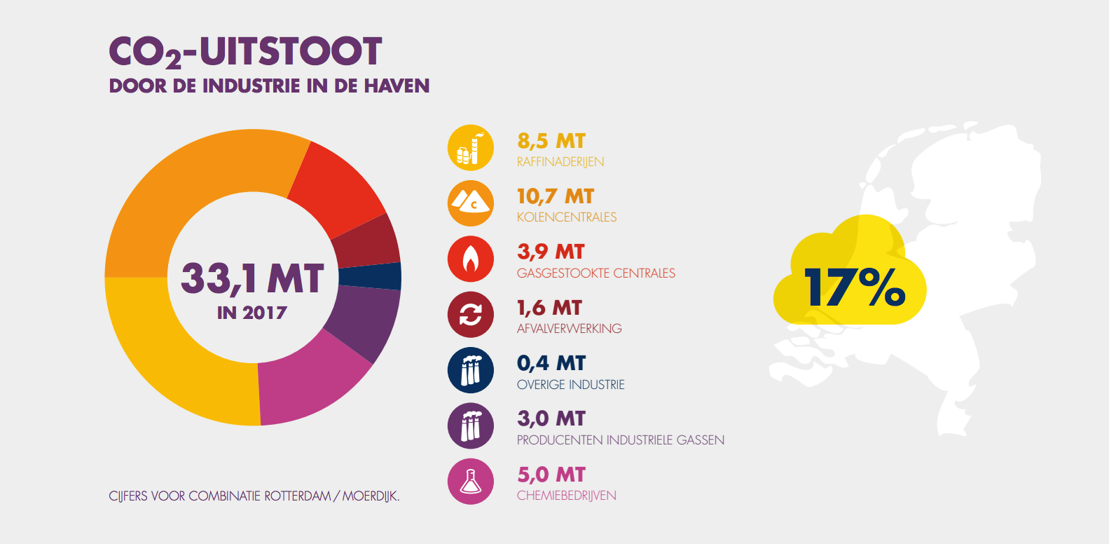 CO₂-UITSTOOT
DOOR DE INDUSTRIE IN DE HAVEN
33,1 MT
IN 2017
8,5 MT
RAFFINADERIJEN
10,7 MT
KOLENCENTRALES
C
3,9 MT
GASGESTOOKTE CENTRALES
1,6 MT
AFVALVERWERKING
0,4 MT
OVERIGE INDUSTRIE
3,0 MT
PRODUCENTEN INDUSTRIELE GASSEN
5,0 MT
CHEMIEBEDRIJVEN
17%
CIJFERS VOOR COMBINATIE ROTTERDAM / MOERDIJK.